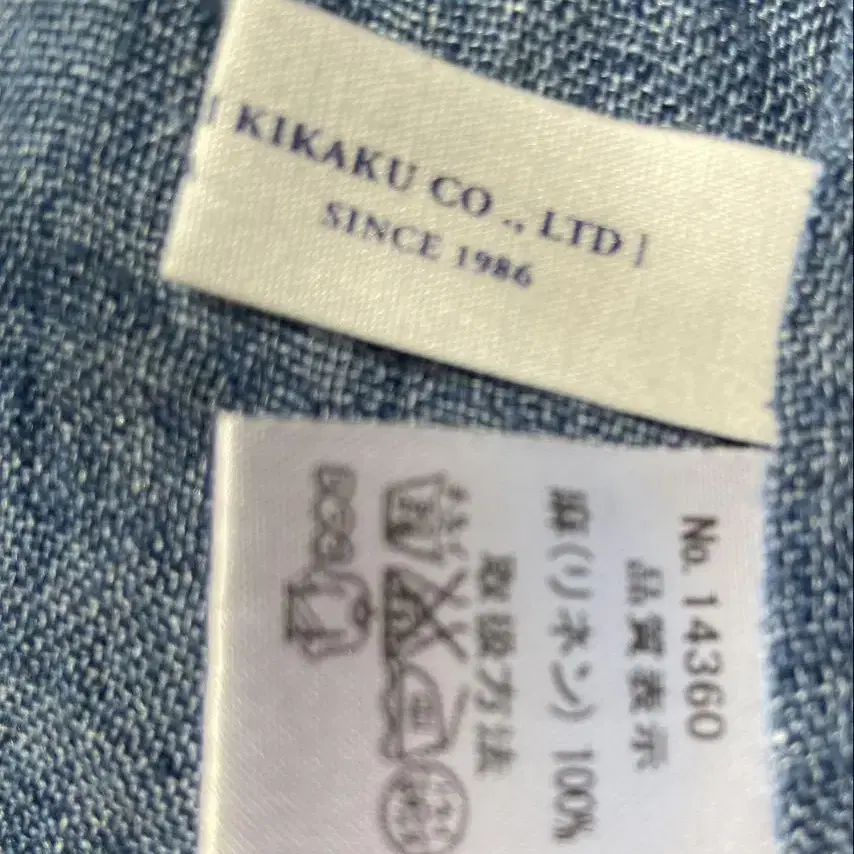 [ KIKAKU CO ., LTD ]
SINCE 1986
No. 14360
品質表示
麻(リネン) 100%
取扱方法